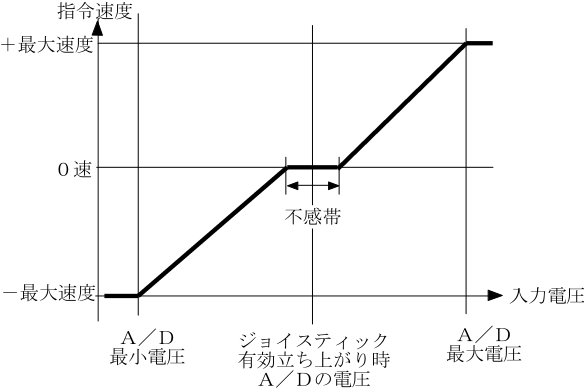 指令速度
＋最大速度
０速
不感帯
－最大速度
入力電圧
Ａ／Ｄ
最小電圧
ジョイスティック
有効立ち上がり時
Ａ／Ｄの電圧
Ａ／Ｄ
最大電圧